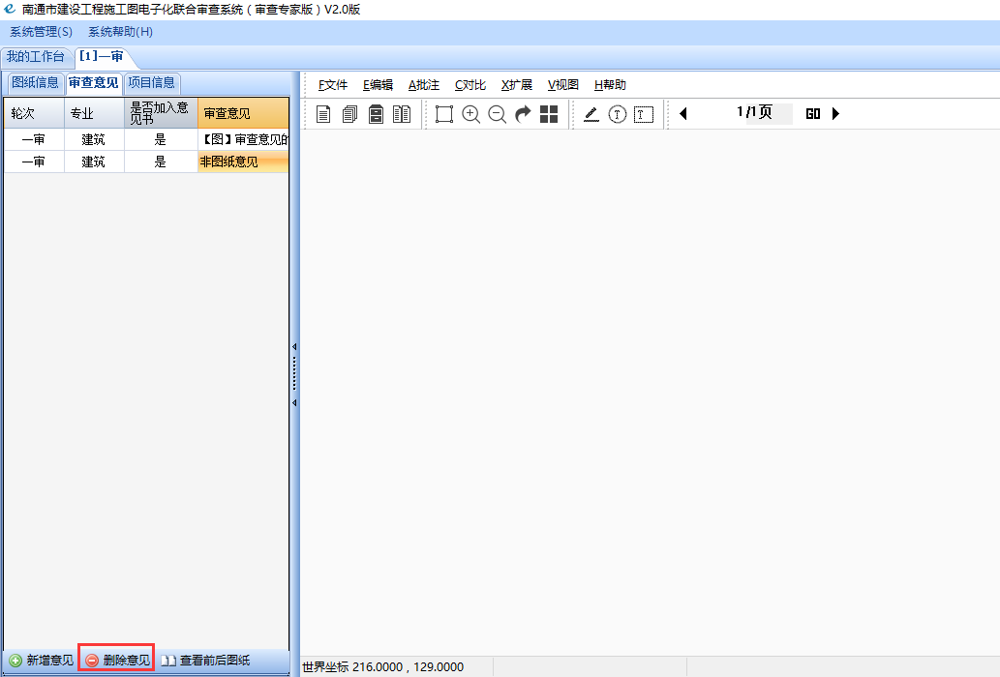 南通市建设工程施工图电子化联合审查系统（审查专家版）V2.0版
系统管理(S) 系统帮助(H)
我的工作台 [1]一审
图纸信息 审查意见 项目信息
F文件 E编辑 A批注 C对比 X扩展 V视图 H帮助
1/1页 GO
轮次 专业 是否加入意见书 审查意见
一审 建筑 是 【图】审查意见的
一审 建筑 是 非图纸意见
新增意见 删除意见 查看前后图纸
世界坐标 216.0000 , 129.0000